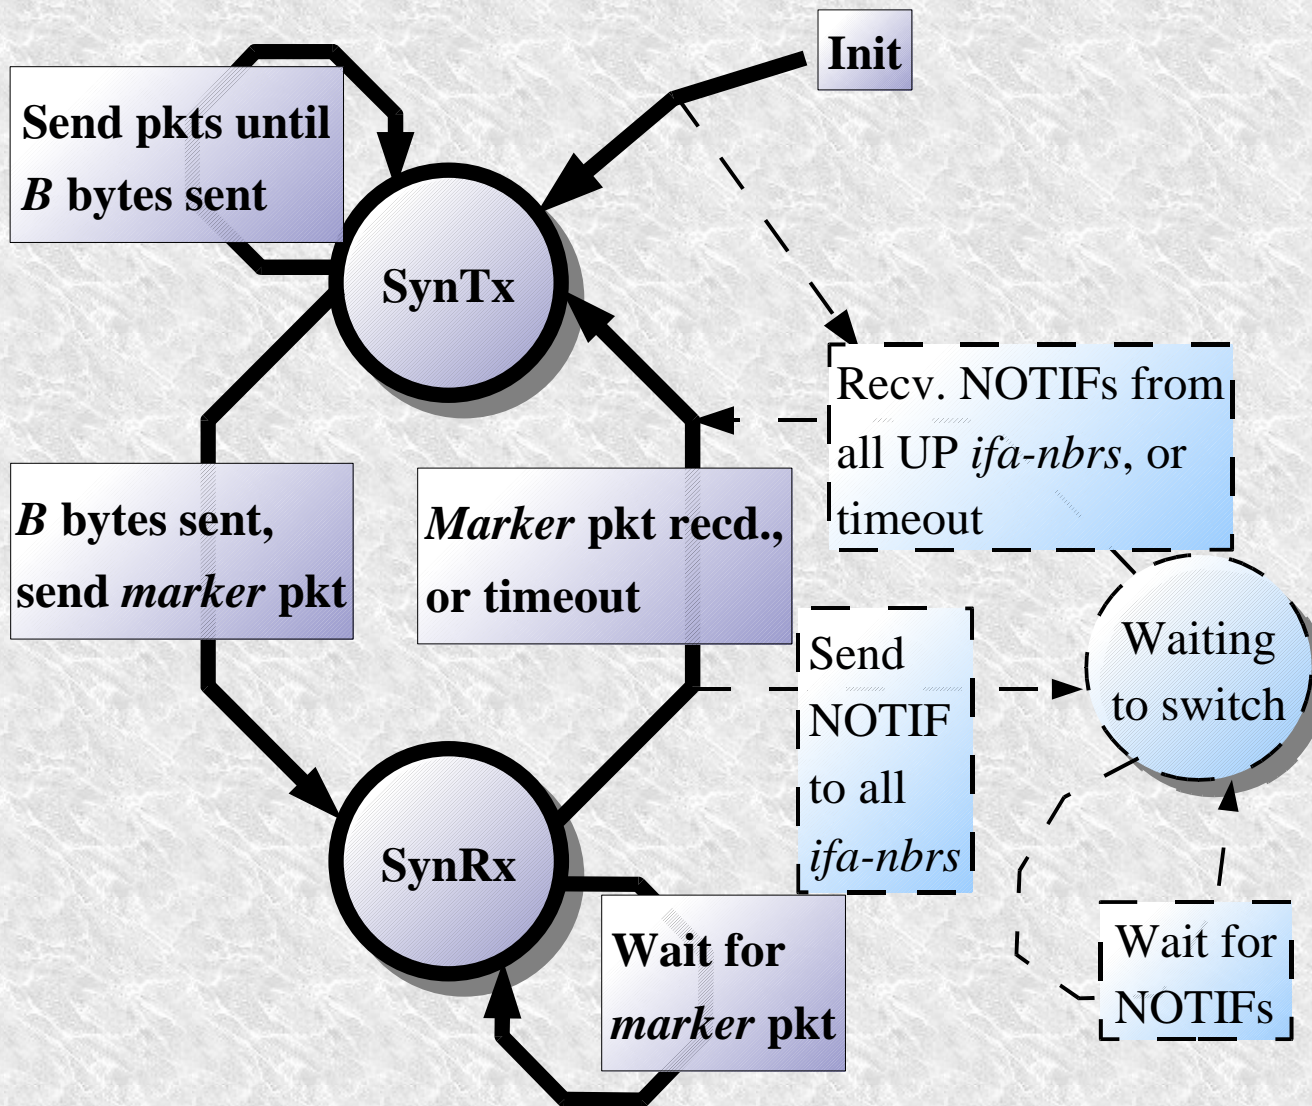 Init
Send pkts until
B bytes sent
SynTx
Recv. NOTIFs from
all UP ifa-nbrs, or
timeout
B bytes sent,
send marker pkt
Marker pkt recd.,
or timeout
Send
NOTIF
to all
ifa-nbrs
Waiting
to switch
SynRx
Wait for
marker pkt
Wait for
NOTIFs